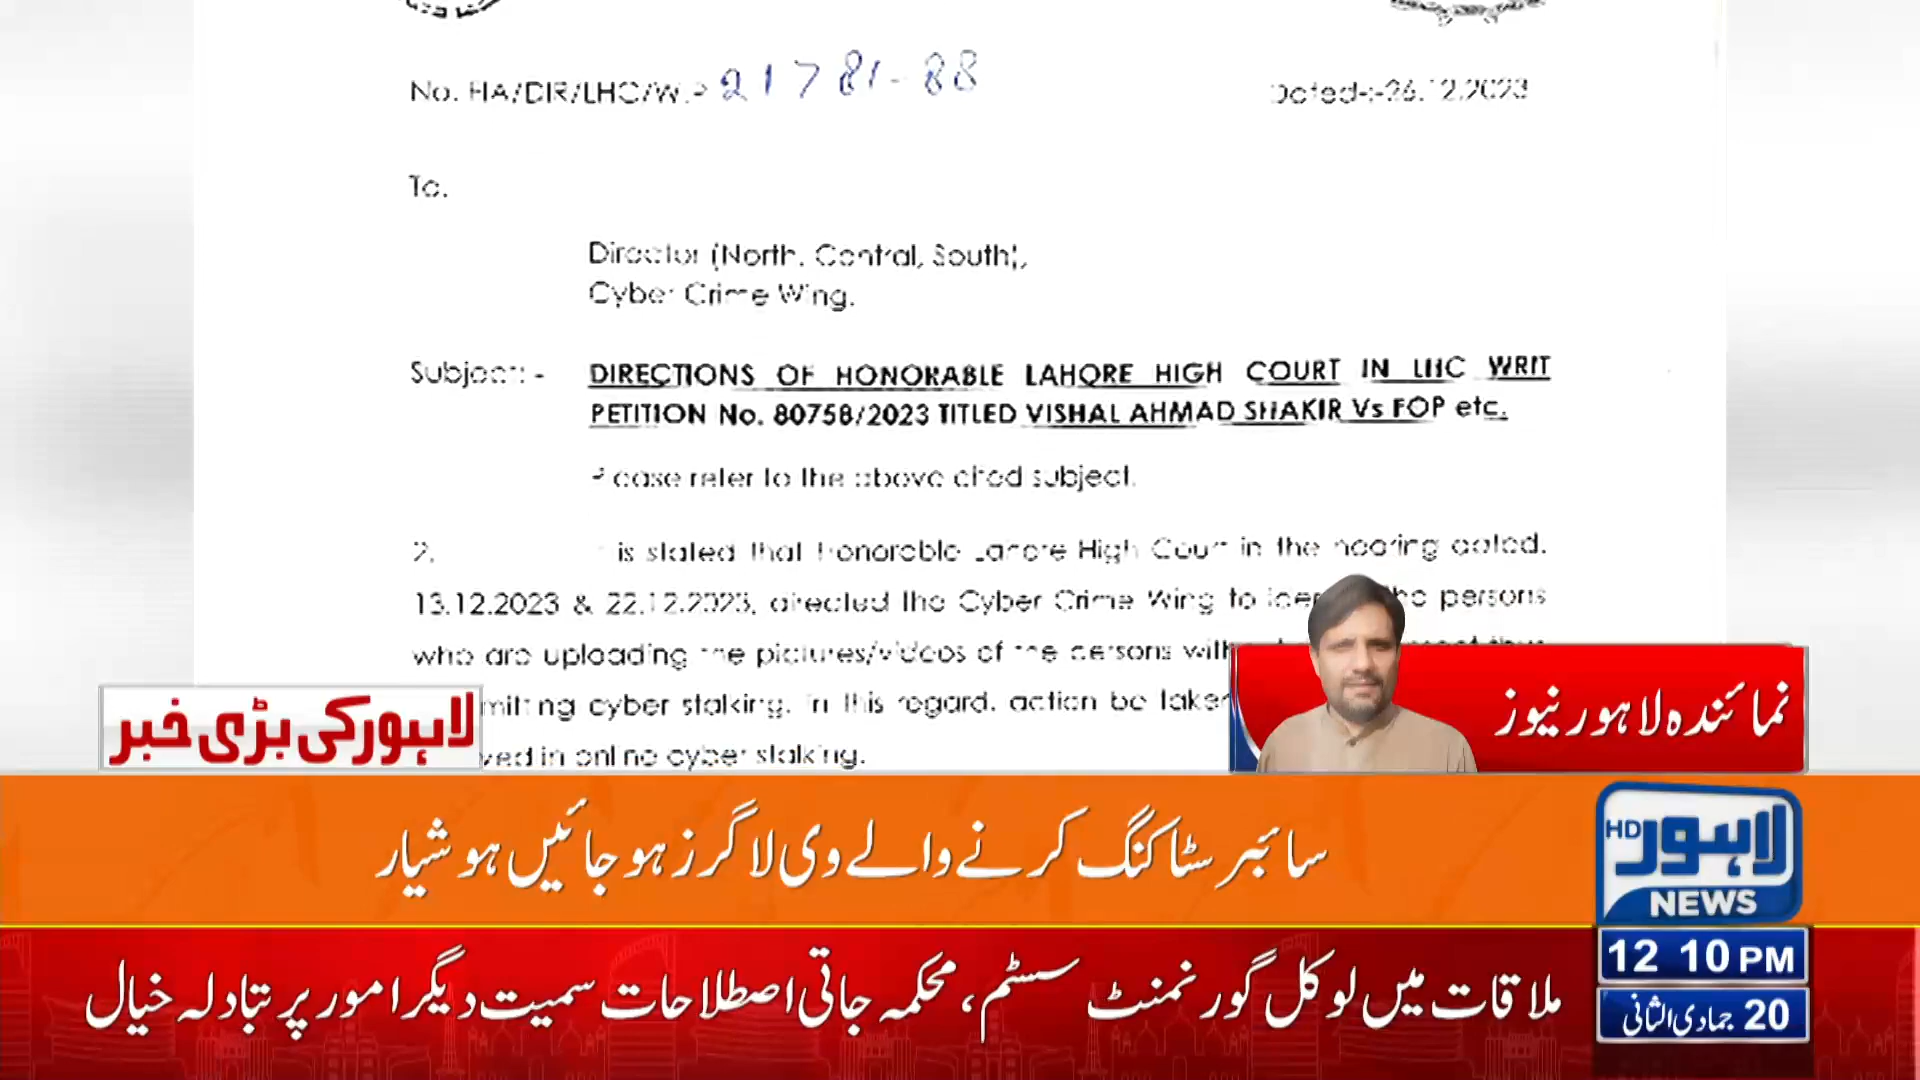 No. FIA/DIR/LHC/W.P 21781-88
Dated:-26.12.2023
To.
Director (North, Central, South),
Cyber Crime Wing.
Subject: -
DIRECTIONS OF HONORABLE LAHORE HIGH COURT IN LHC WRIT
PETITION No. 80758/2023 TITLED VISHAL AHMAD SHAKIR Vs FOP etc.
Please refer to the above cited subject.
2. is stated that Honorable Lahore High Court in the hearing dated.
13.12.2023 & 22.12.2023, directed the Cyber Crime Wing to persons
who are uploading the pictures/videos of the persons
cyber stalking. In this regard, action be taken
in online cyber stalking.
نمائندہ لاہور نیوز
لاہور کی بڑی خبر
سائبر سٹاکنگ کرنے والے وی لاگرز ہو جائیں ہوشیار
لاہور HD
NEWS
12 10 PM
ملاقات میں لوکل گورنمنٹ سسٹم، محکمہ جاتی اصطلاحات سمیت دیگر امور پر تبادلہ خیال
20 جمادی الثانی